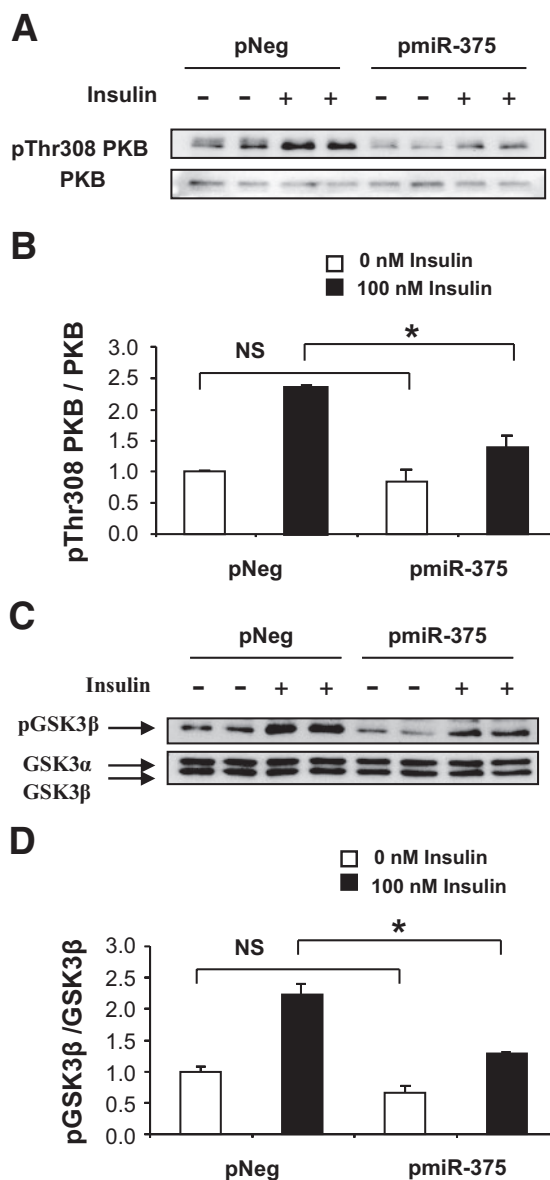 A
pNeg pmiR-375
Insulin - - + + - - + +
pThr308 PKB
PKB
B
0 nM Insulin
100 nM Insulin
pThr308 PKB / PKB
3.0
2.5
2.0
1.5
1.0
0.5
0.0
NS
*
pNeg pmiR-375
C
pNeg pmiR-375
Insulin - - + + - - + +
pGSK3β
GSK3α
GSK3β
D
0 nM Insulin
100 nM Insulin
pGSK3β /GSK3β
3.0
2.5
2.0
1.5
1.0
0.5
0.0
NS
*
pNeg pmiR-375